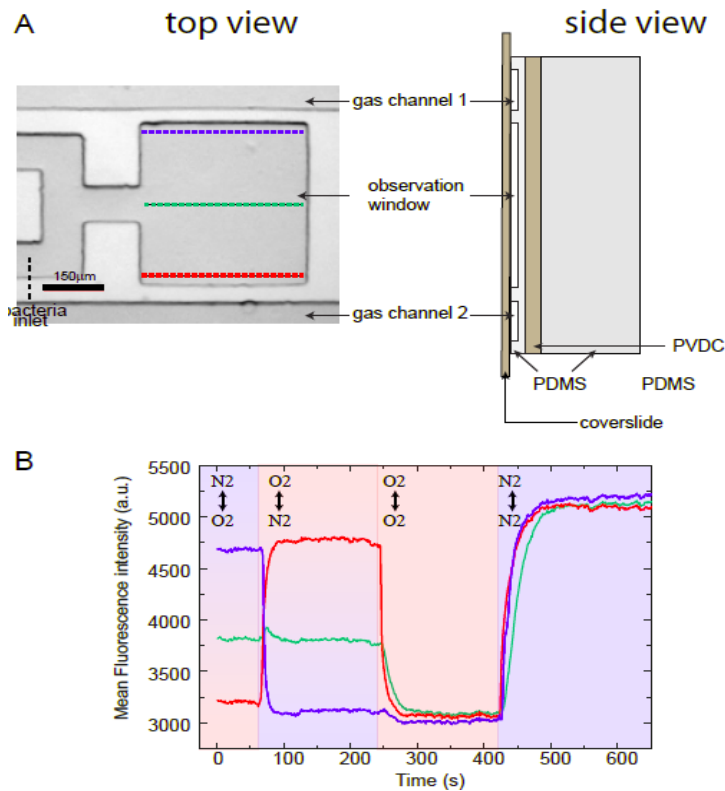 A
top view
side view
gas channel 1
observation
window
150μm
bacteria
inlet
gas channel 2
PVDC
PDMS
PDMS
coverslide
B
Mean Fluorescence intensity (a.u.)
5500
5000
4750
4000
3750
3500
3000
N2
O2
O2
N2
O2
O2
N2
N2
0
100
200
300
400
500
600
Time (s)